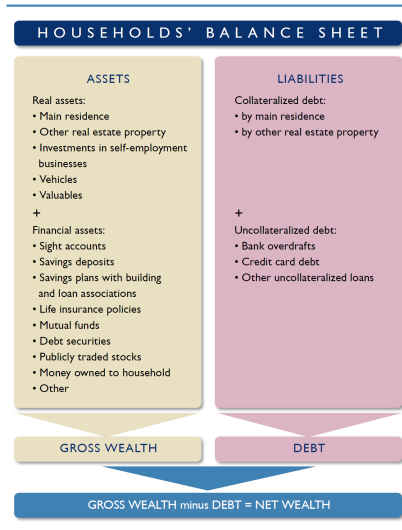 HOUSEHOLDS' BALANCE SHEET
ASSETS
Real assets:
• Main residence
• Other real estate property
• Investments in self-employment
businesses
• Vehicles
• Valuables
+
Financial assets:
• Sight accounts
• Savings deposits
• Savings plans with building
and loan associations
• Life insurance policies
• Mutual funds
• Debt securities
• Publicly traded stocks
• Money owned to household
• Other
LIABILITIES
Collateralized debt:
• by main residence
• by other real estate property
+
Uncollateralized debt:
• Bank overdrafts
• Credit card debt
• Other uncollateralized loans
GROSS WEALTH
DEBT
GROSS WEALTH minus DEBT = NET WEALTH